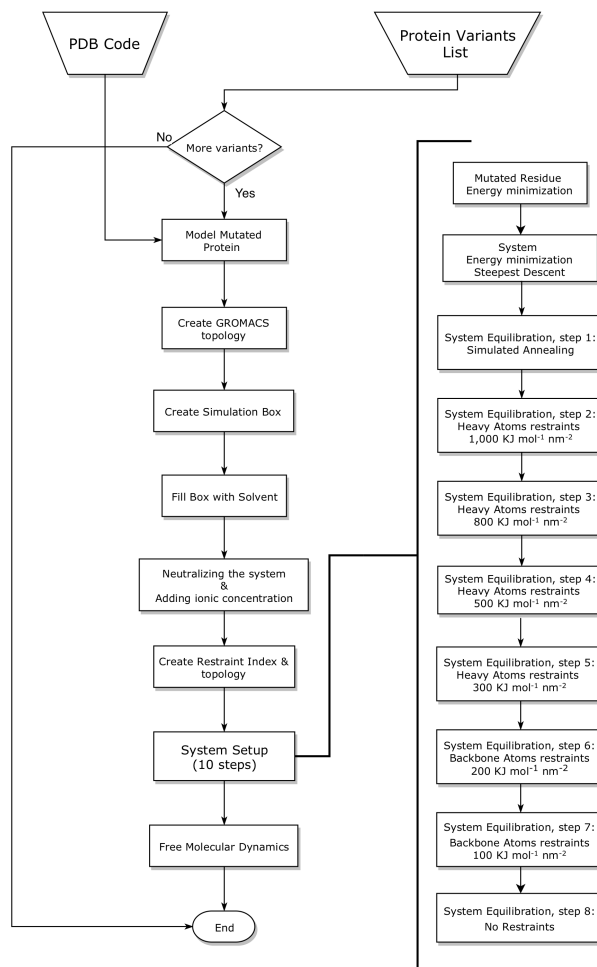 PDB Code
Protein Variants
List
No
More variants?
Yes
Model Mutated
Protein
Create GROMACS
topology
Create Simulation Box
Fill Box with Solvent
Neutralizing the system
&
Adding ionic concentration
Create Restraint Index &
topology
System Setup
(10 steps)
Free Molecular Dynamics
End
Mutated Residue
Energy minimization
System
Energy minimization
Steepest Descent
System Equilibration, step 1:
Simulated Annealing
System Equilibration, step 2:
Heavy Atoms restraints
1,000 KJ mol⁻¹ nm⁻²
System Equilibration, step 3:
Heavy Atoms restraints
800 KJ mol⁻¹ nm⁻²
System Equilibration, step 4:
Heavy Atoms restraints
500 KJ mol⁻¹ nm⁻²
System Equilibration, step 5:
Heavy Atoms restraints
300 KJ mol⁻¹ nm⁻²
System Equilibration, step 6:
Backbone Atoms restraints
200 KJ mol⁻¹ nm⁻²
System Equilibration, step 7:
Backbone Atoms restraints
100 KJ mol⁻¹ nm⁻²
System Equilibration, step 8:
No Restraints